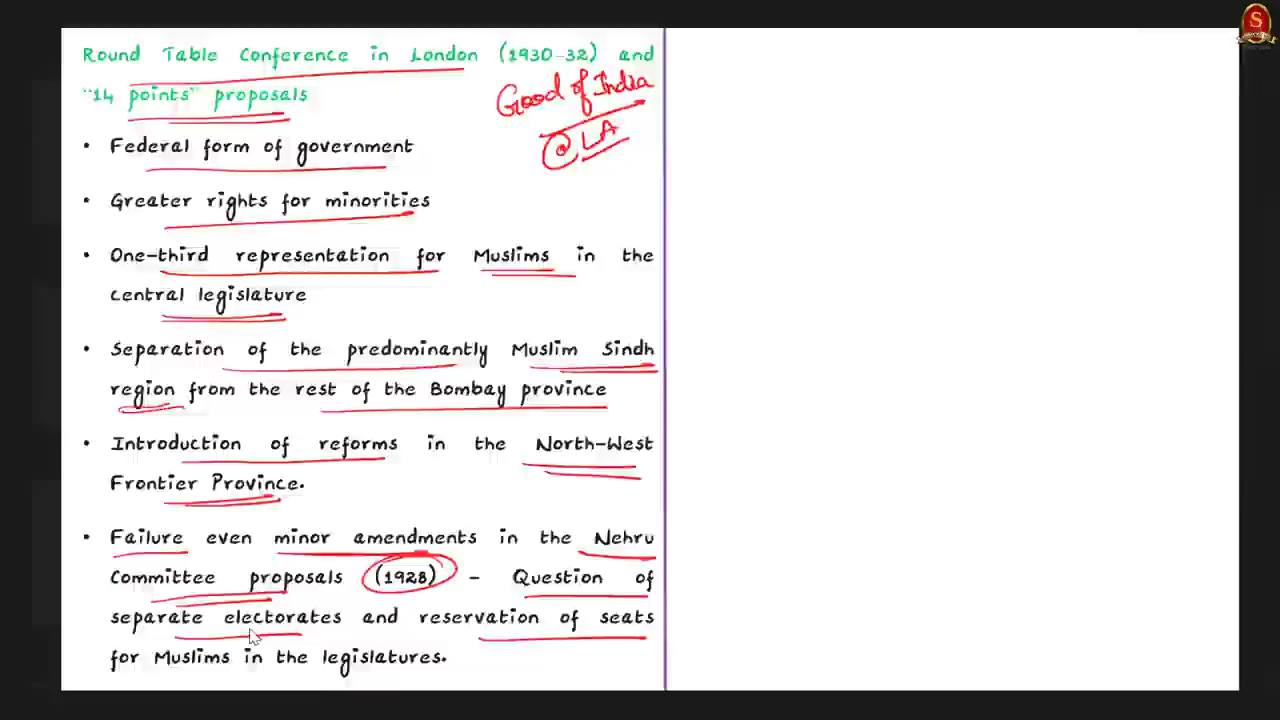 Round Table Conference in London (1930-32) and
"14 points" proposals
Good of India
@ LA
• Federal form of government
• Greater rights for minorities
• One-third representation for Muslims in the
central legislature
• Separation of the predominantly Muslim Sindh
region from the rest of the Bombay province
• Introduction of reforms in the North-West
Frontier Province.
• Failure even minor amendments in the Nehru
Committee proposals (1928) - Question of
separate electorates and reservation of seats
for Muslims in the legislatures.
S